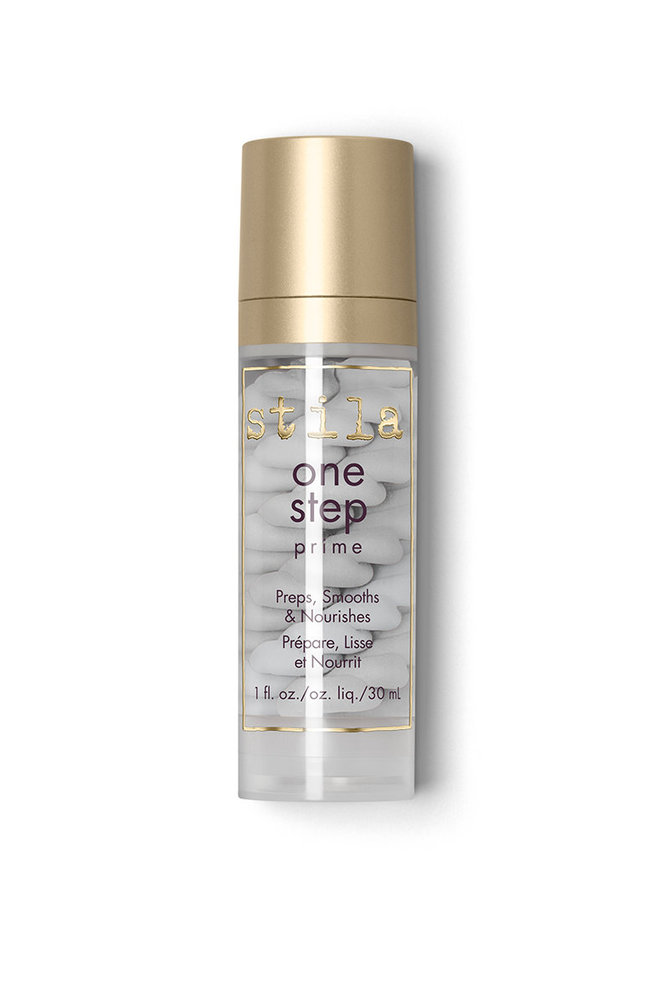 stila
one
step
prime
Preps, Smooths
& Nourishes
Prépare, Lisse
et Nourrit
1 fl. oz./oz. liq./30 mL